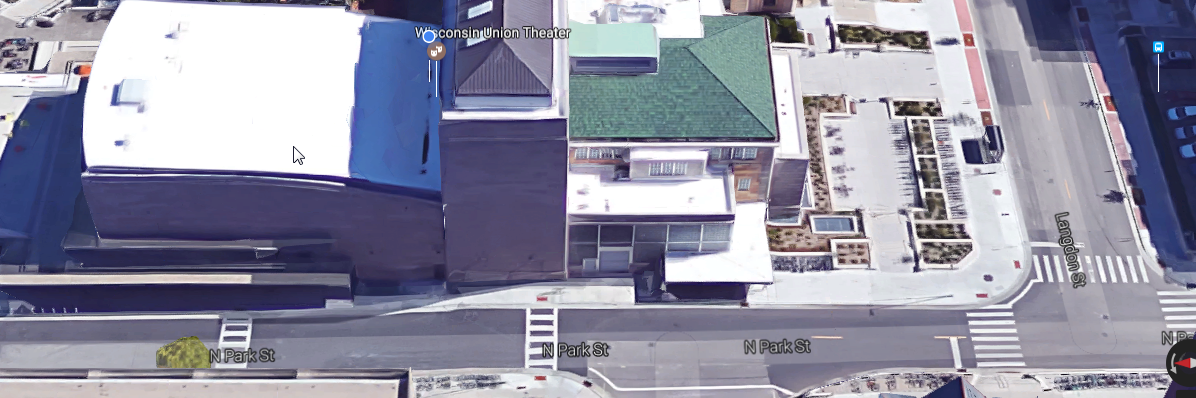 Wisconsin Union Theater
Langdon St
N Park St
N Park St
N Park St
N P